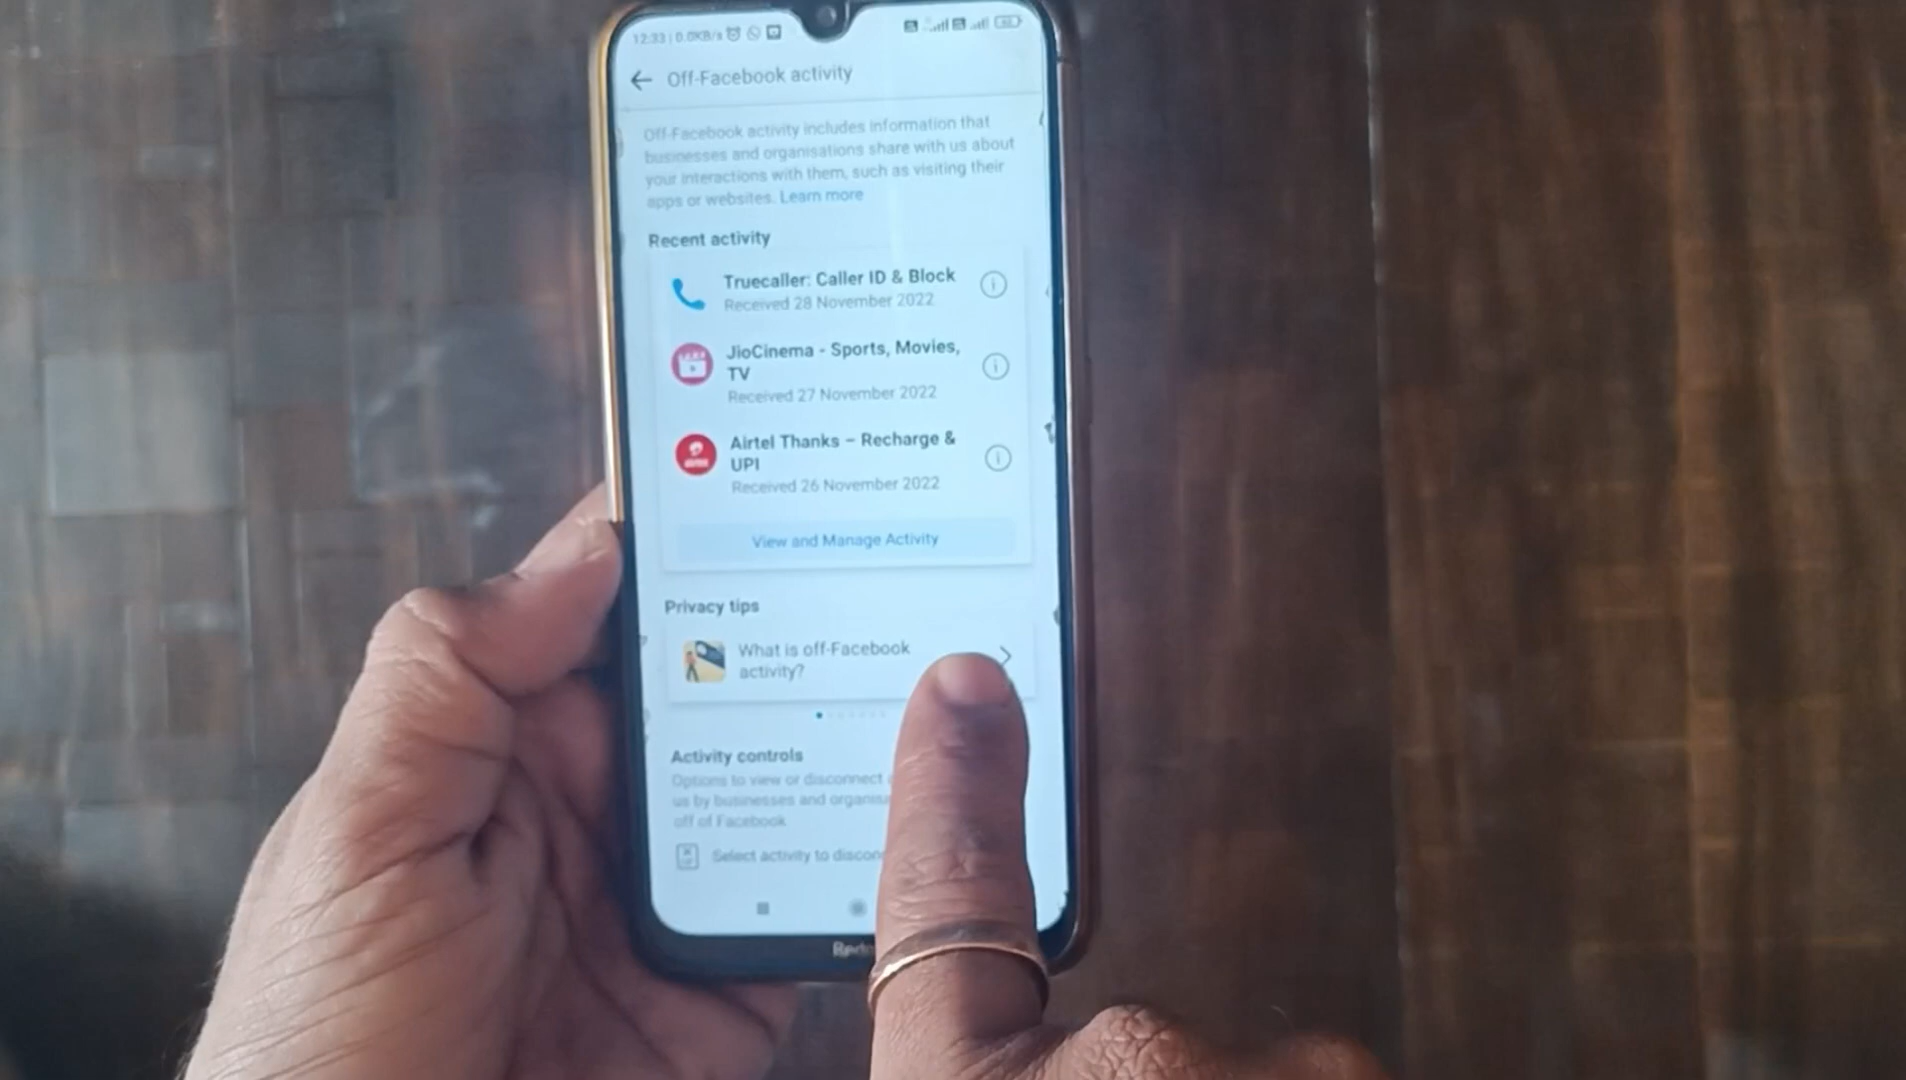 12:33 | 0.0KB/s
Off-Facebook activity
Off-Facebook activity includes information that
businesses and organisations share with us about
your interactions with them, such as visiting their
apps or websites. Learn more
Recent activity
Truecaller: Caller ID & Block
Received 28 November 2022
JioCinema - Sports, Movies,
TV
Received 27 November 2022
Airtel Thanks – Recharge &
UPI
Received 26 November 2022
View and Manage Activity
Privacy tips
What is off-Facebook
activity?
Activity controls
Options to view or disconnect
us by businesses and
off of Facebook
Select activity to